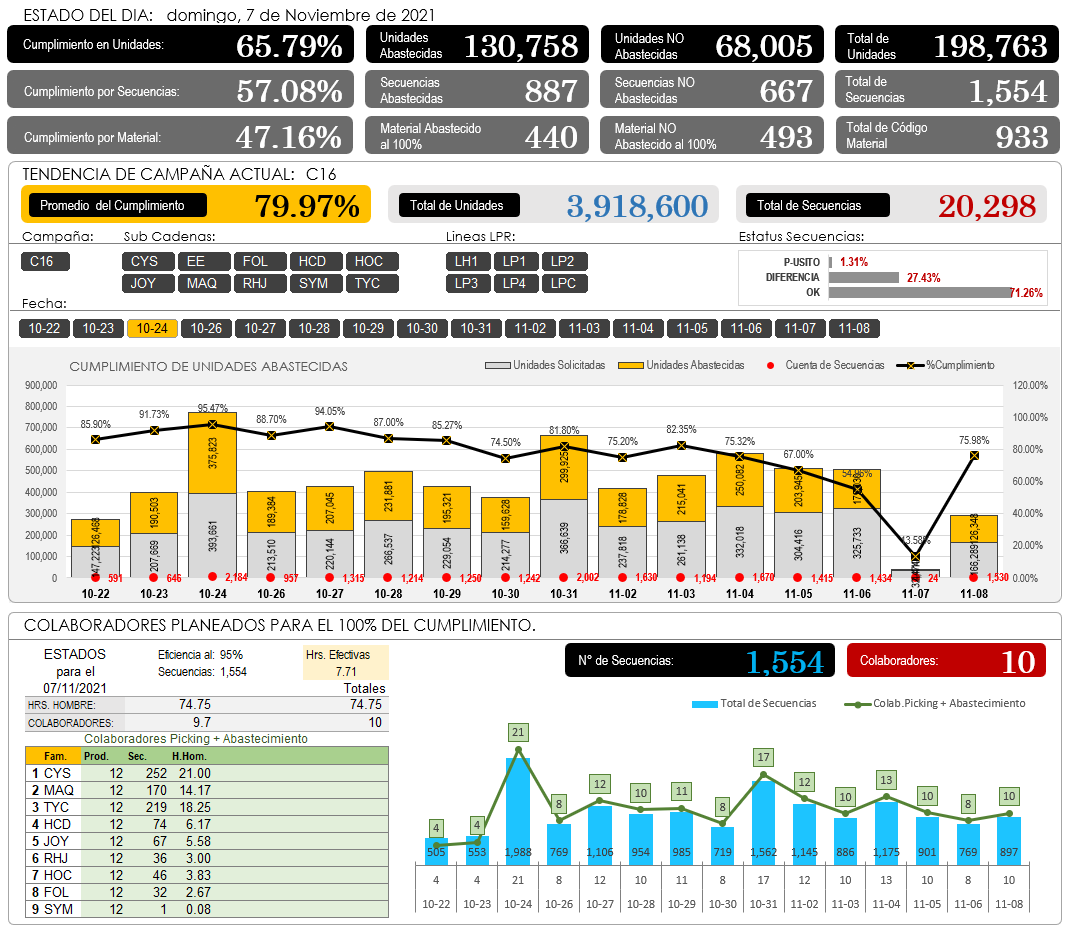 ESTADO DEL DIA: domingo, 7 de Noviembre de 2021
Cumplimiento en Unidades: 65.79%
Unidades Abastecidas 130,758
Unidades NO Abastecidas 68,005
Total de Unidades 198,763
Cumplimiento por Secuencias: 57.08%
Secuencias Abastecidas 887
Secuencias NO Abastecidas 667
Total de Secuencias 1,554
Cumplimiento por Material: 47.16%
Material Abastecido al 100% 440
Material NO Abastecido al 100% 493
Total de Código Material 933
TENDENCIA DE CAMPAÑA ACTUAL: C16
Promedio del Cumplimiento 79.97%
Total de Unidades 3,918,600
Total de Secuencias 20,298
Campaña: Sub Cadenas: Lineas LPR: Estatus Secuencias:
C16 CYS EE FOL HCD HOC LH1 LP1 LP2
JOY MAQ RHJ SYM TYC LP3 LP4 LPC
P-USITO 1.31%
DIFERENCIA 27.43%
OK 71.26%
Fecha:
10-22 10-23 10-24 10-26 10-27 10-28 10-29 10-30 10-31 11-02 11-03 11-04 11-05 11-06 11-07 11-08
CUMPLIMIENTO DE UNIDADES ABASTECIDAS
Unidades Solicitadas Unidades Abastecidas Cuenta de Secuencias %Cumplimiento
900,000
800,000
700,000
600,000
500,000
400,000
300,000
200,000
100,000
0
120.00%
100.00%
80.00%
60.00%
40.00%
20.00%
0.00%
85.90% 91.73% 95.47% 88.70% 94.05% 87.00% 85.27% 74.50% 81.80% 75.20% 82.35% 75.32% 67.00% 75.98%
190,503 375,823 189,384 207,045 231,881 195,321 159,628 299,925 178,828 215,041 250,082 203,945 126,348
207,669 393,661 213,510 220,144 266,537 229,054 214,277 366,639 237,818 261,138 332,018 304,416 325,733 166,289
591 646 2,184 957 1,315 1,214 1,250 1,242 2,002 1,630 1,194 1,670 1,415 1,434 24 1,530
10-22 10-23 10-24 10-26 10-27 10-28 10-29 10-30 10-31 11-02 11-03 11-04 11-05 11-06 11-07 11-08
COLABORADORES PLANEADOS PARA EL 100% DEL CUMPLIMIENTO.
ESTADOS para el 07/11/2021
Eficiencia al: 95%
Secuencias: 1,554
Hrs. Efectivas
7.71
Totales
HRS. HOMBRE: 74.75 74.75
COLABORADORES: 9.7 10
Colaboradores Picking + Abastecimiento
Fam. Prod. Sec. H.Hom.
1 CYS 12 252 21.00
2 MAQ 12 170 14.17
3 TYC 12 219 18.25
4 HCD 12 74 6.17
5 JOY 12 67 5.58
6 RHJ 12 36 3.00
7 HOC 12 46 3.83
8 FOL 12 32 2.67
9 SYM 12 1 0.08
N° de Secuencias: 1,554
Colaboradores: 10
Total de Secuencias Colab.Picking + Abastecimiento
4 4 21 8 12 10 11 8 17 12 10 13 10 8 10
505 553 1,988 769 1,106 954 985 719 1,562 1,145 886 1,175 901 769 897
4 4 21 8 12 10 11 8 17 12 10 13 10 8 10
10-22 10-23 10-24 10-26 10-27 10-28 10-29 10-30 10-31 11-02 11-03 11-04 11-05 11-06 11-08